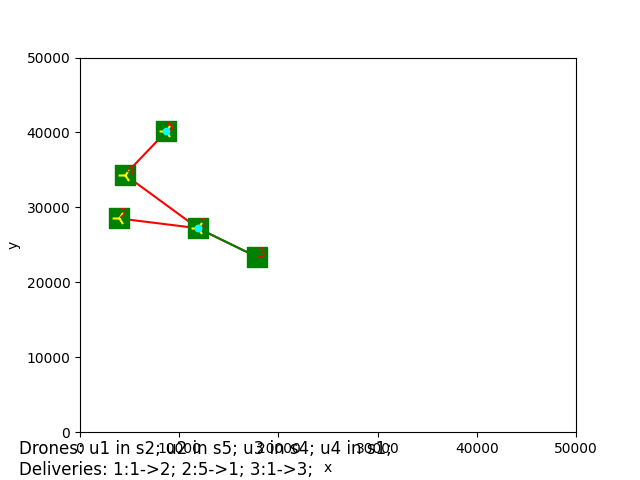 50000
40000
30000
20000
10000
0
y
0 10000 20000 30000 40000 50000
Drones: u1 in s2; u2 in s5; u3 in s4; u4 in s1;
Deliveries: 1:1->2; 2:5->1; 3:1->3;
x